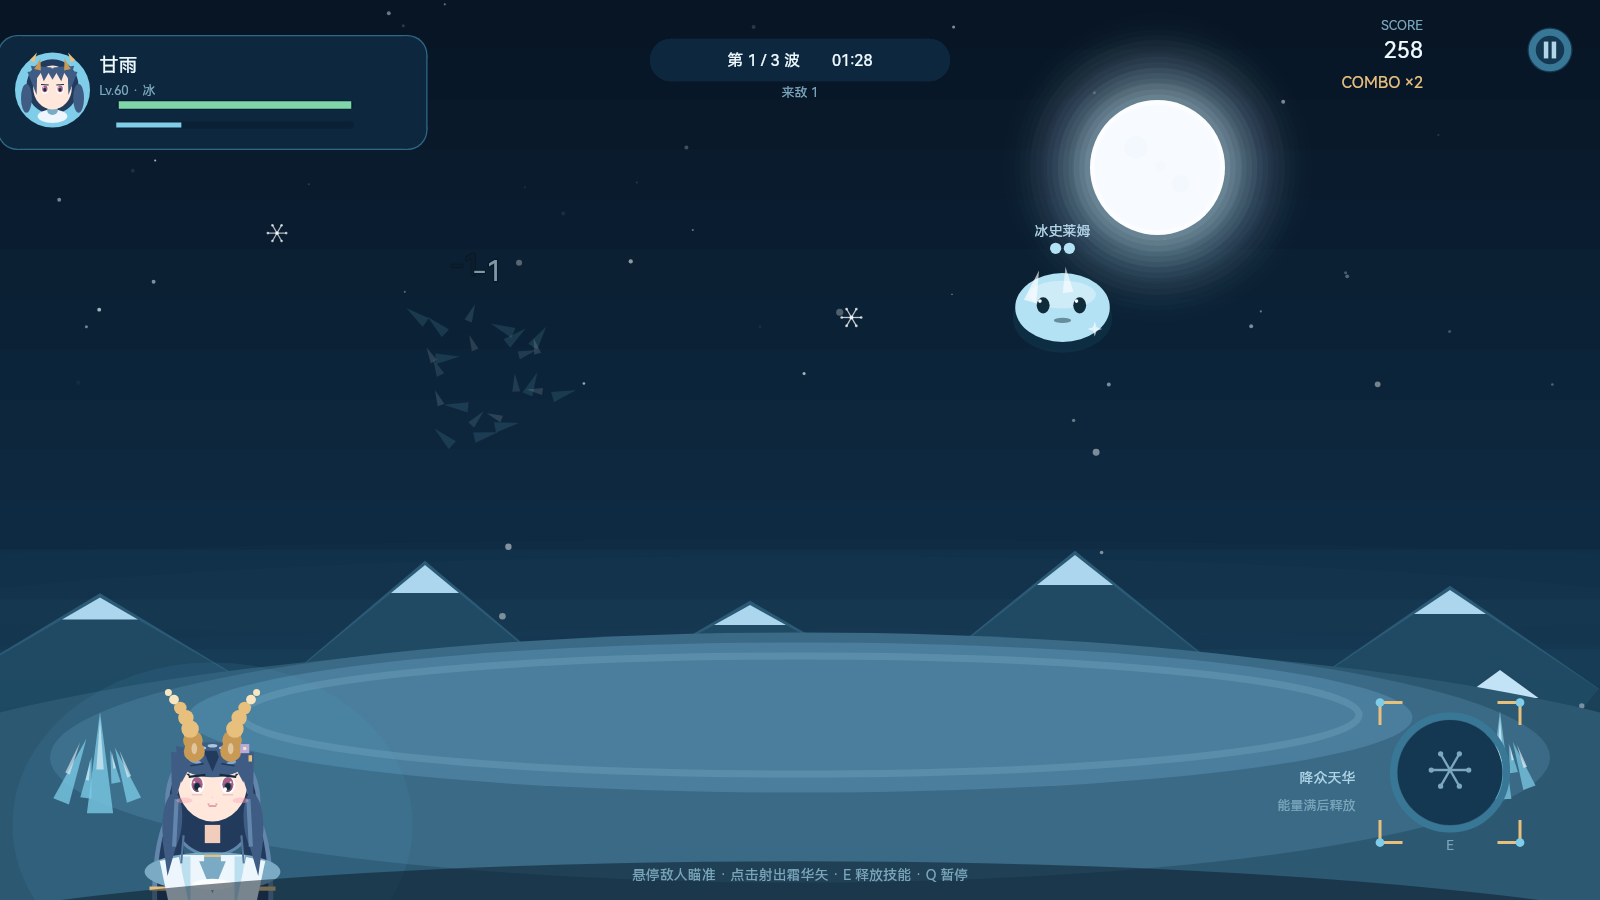 甘雨
Lv.60 · 冰
第 1 / 3 波 01:28
来敌 1
SCORE
258
COMBO ×2
冰史莱姆
-1
降众天华
能量满后释放
E
悬停敌人瞄准 · 点击射出霜华矢 · E 释放技能 · Q 暂停